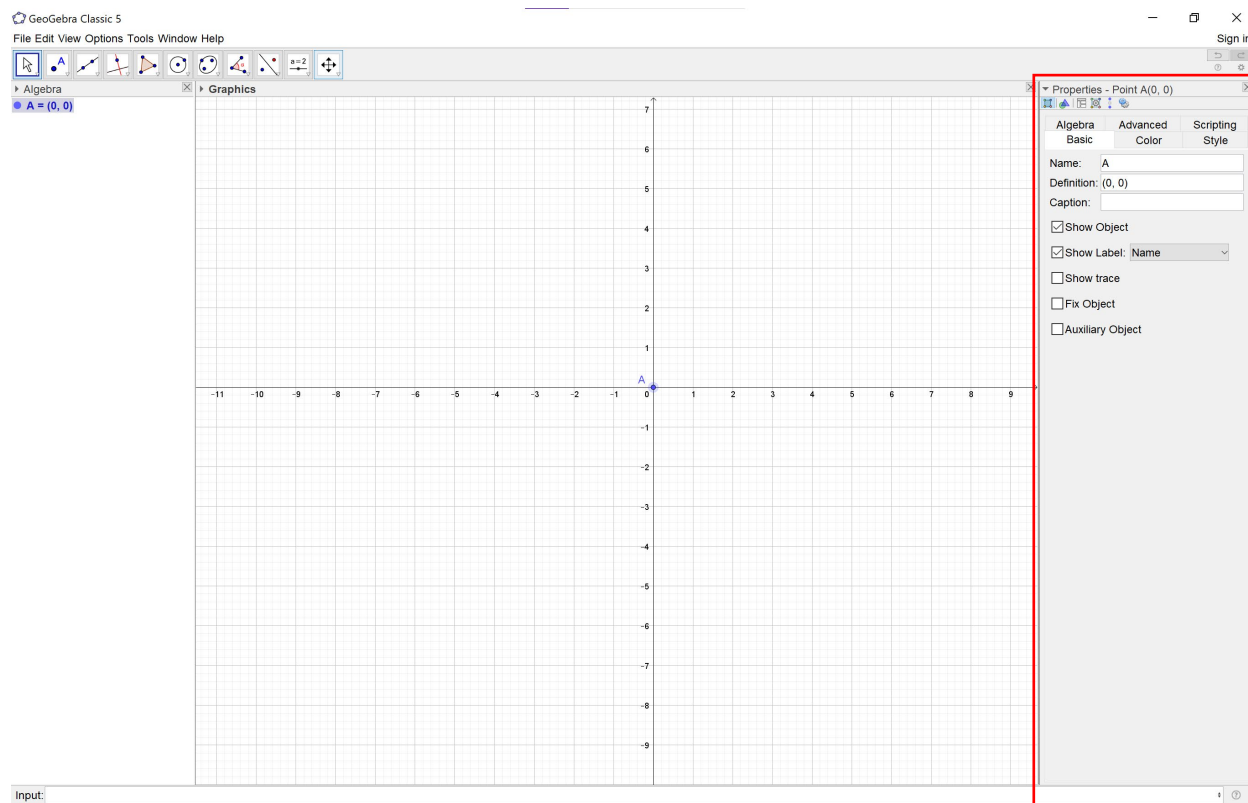 GeoGebra Classic 5
File Edit View Options Tools Window Help
Sign in
A
a=2
Algebra
Graphics
Properties - Point A(0, 0)
A = (0, 0)
Algebra Advanced Scripting
Basic Color Style
Name: A
Definition: (0, 0)
Caption:
Show Object
Show Label: Name
Show trace
Fix Object
Auxiliary Object
7
6
5
4
3
2
1
A
-11 -10 -9 -8 -7 -6 -5 -4 -3 -2 -1 0 1 2 3 4 5 6 7 8 9
-1
-2
-3
-4
-5
-6
-7
-8
-9
Input: